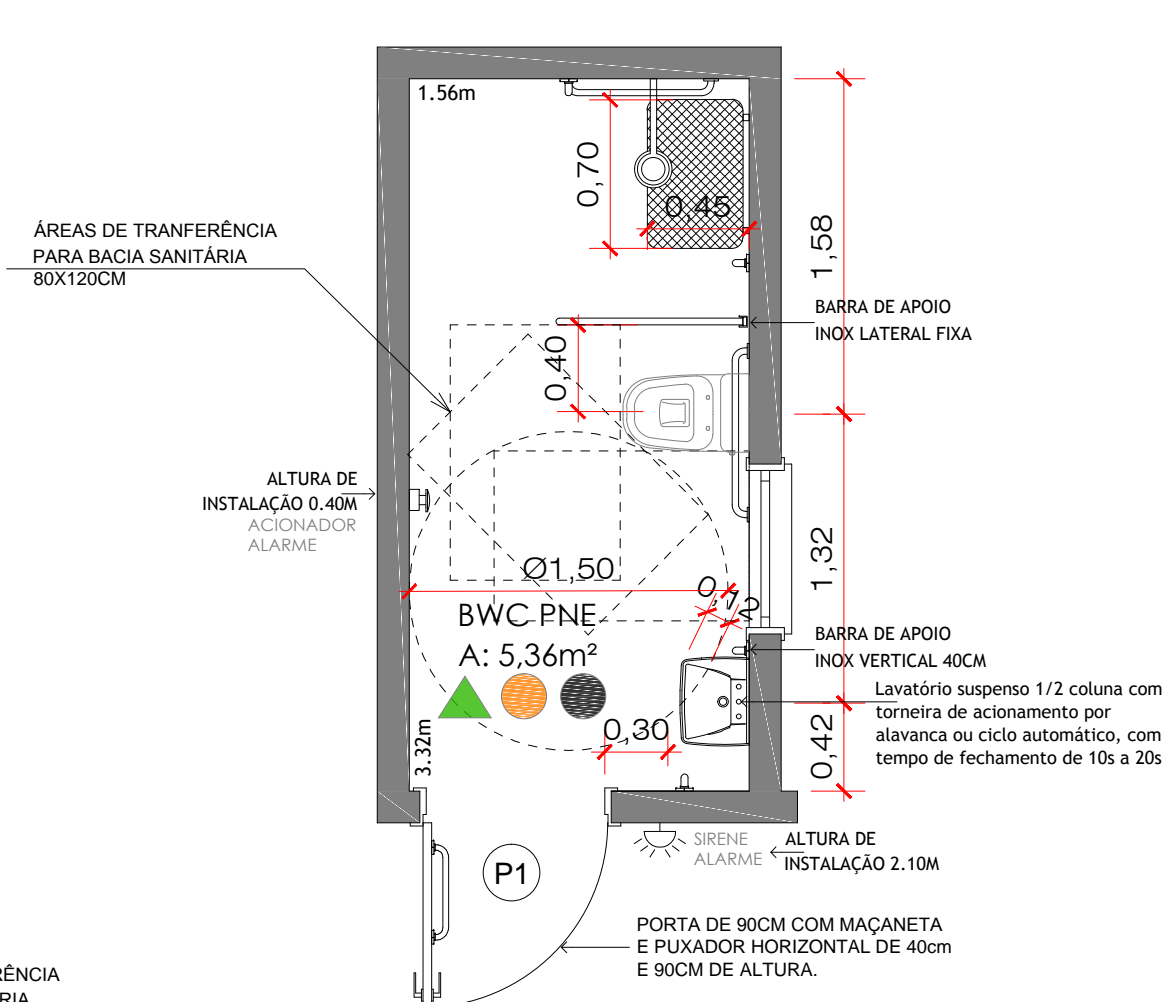 1.56m
0,70
0,45
1,58
ÁREAS DE TRANFERÊNCIA
PARA BACIA SANITÁRIA
80X120CM
BARRA DE APOIO
INOX LATERAL FIXA
0,40
ALTURA DE
INSTALAÇÃO 0.40M
ACIONADOR
ALARME
1,32
Ø1,50
0,12
BWC PNE
A: 5,36m²
BARRA DE APOIO
INOX VERTICAL 40CM
Lavatório suspenso 1/2 coluna com
torneira de acionamento por
alavanca ou ciclo automático, com
tempo de fechamento de 10s a 20s
3.32m
0,30
0,42
SIRENE
ALARME
ALTURA DE
INSTALAÇÃO 2.10M
P1
PORTA DE 90CM COM MAÇANETA
E PUXADOR HORIZONTAL DE 40cm
E 90CM DE ALTURA.
RÊNCIA